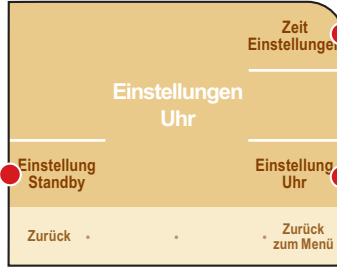 Zeit
Einstellungen
Einstellungen
Uhr
Einstellung
Standby
Einstellung
Uhr
Zurück
Zurück
zum Menü